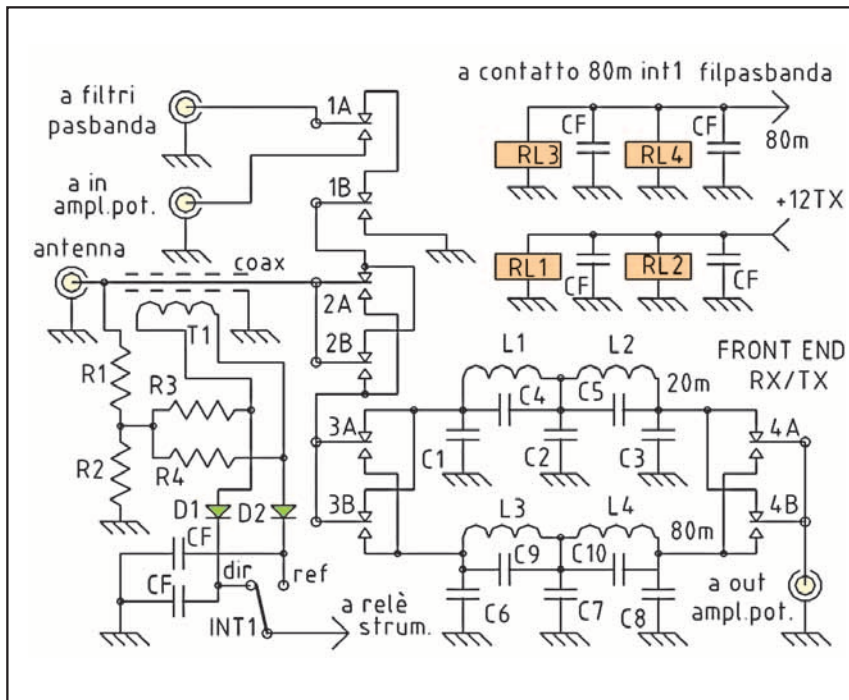 a filtri
pasbanda
1A
a contatto 80m int1 filpasbanda
CF
CF
80m
RL3
RL4
a in
ampl.pot.
1B
+12TX
antenna
coax
RL1
RL2
CF
CF
2A
T1
2B
L1
L2
FRONT END
RX/TX
R1
R3
20m
C4
C5
3A
4A
R2
R4
C1
C2
C3
D1
D2
3B
4B
L3
L4
80m
CF
C9
C10
CF
dir
ref
a out
ampl.pot.
C6
C7
C8
INT1
a relè
strum.